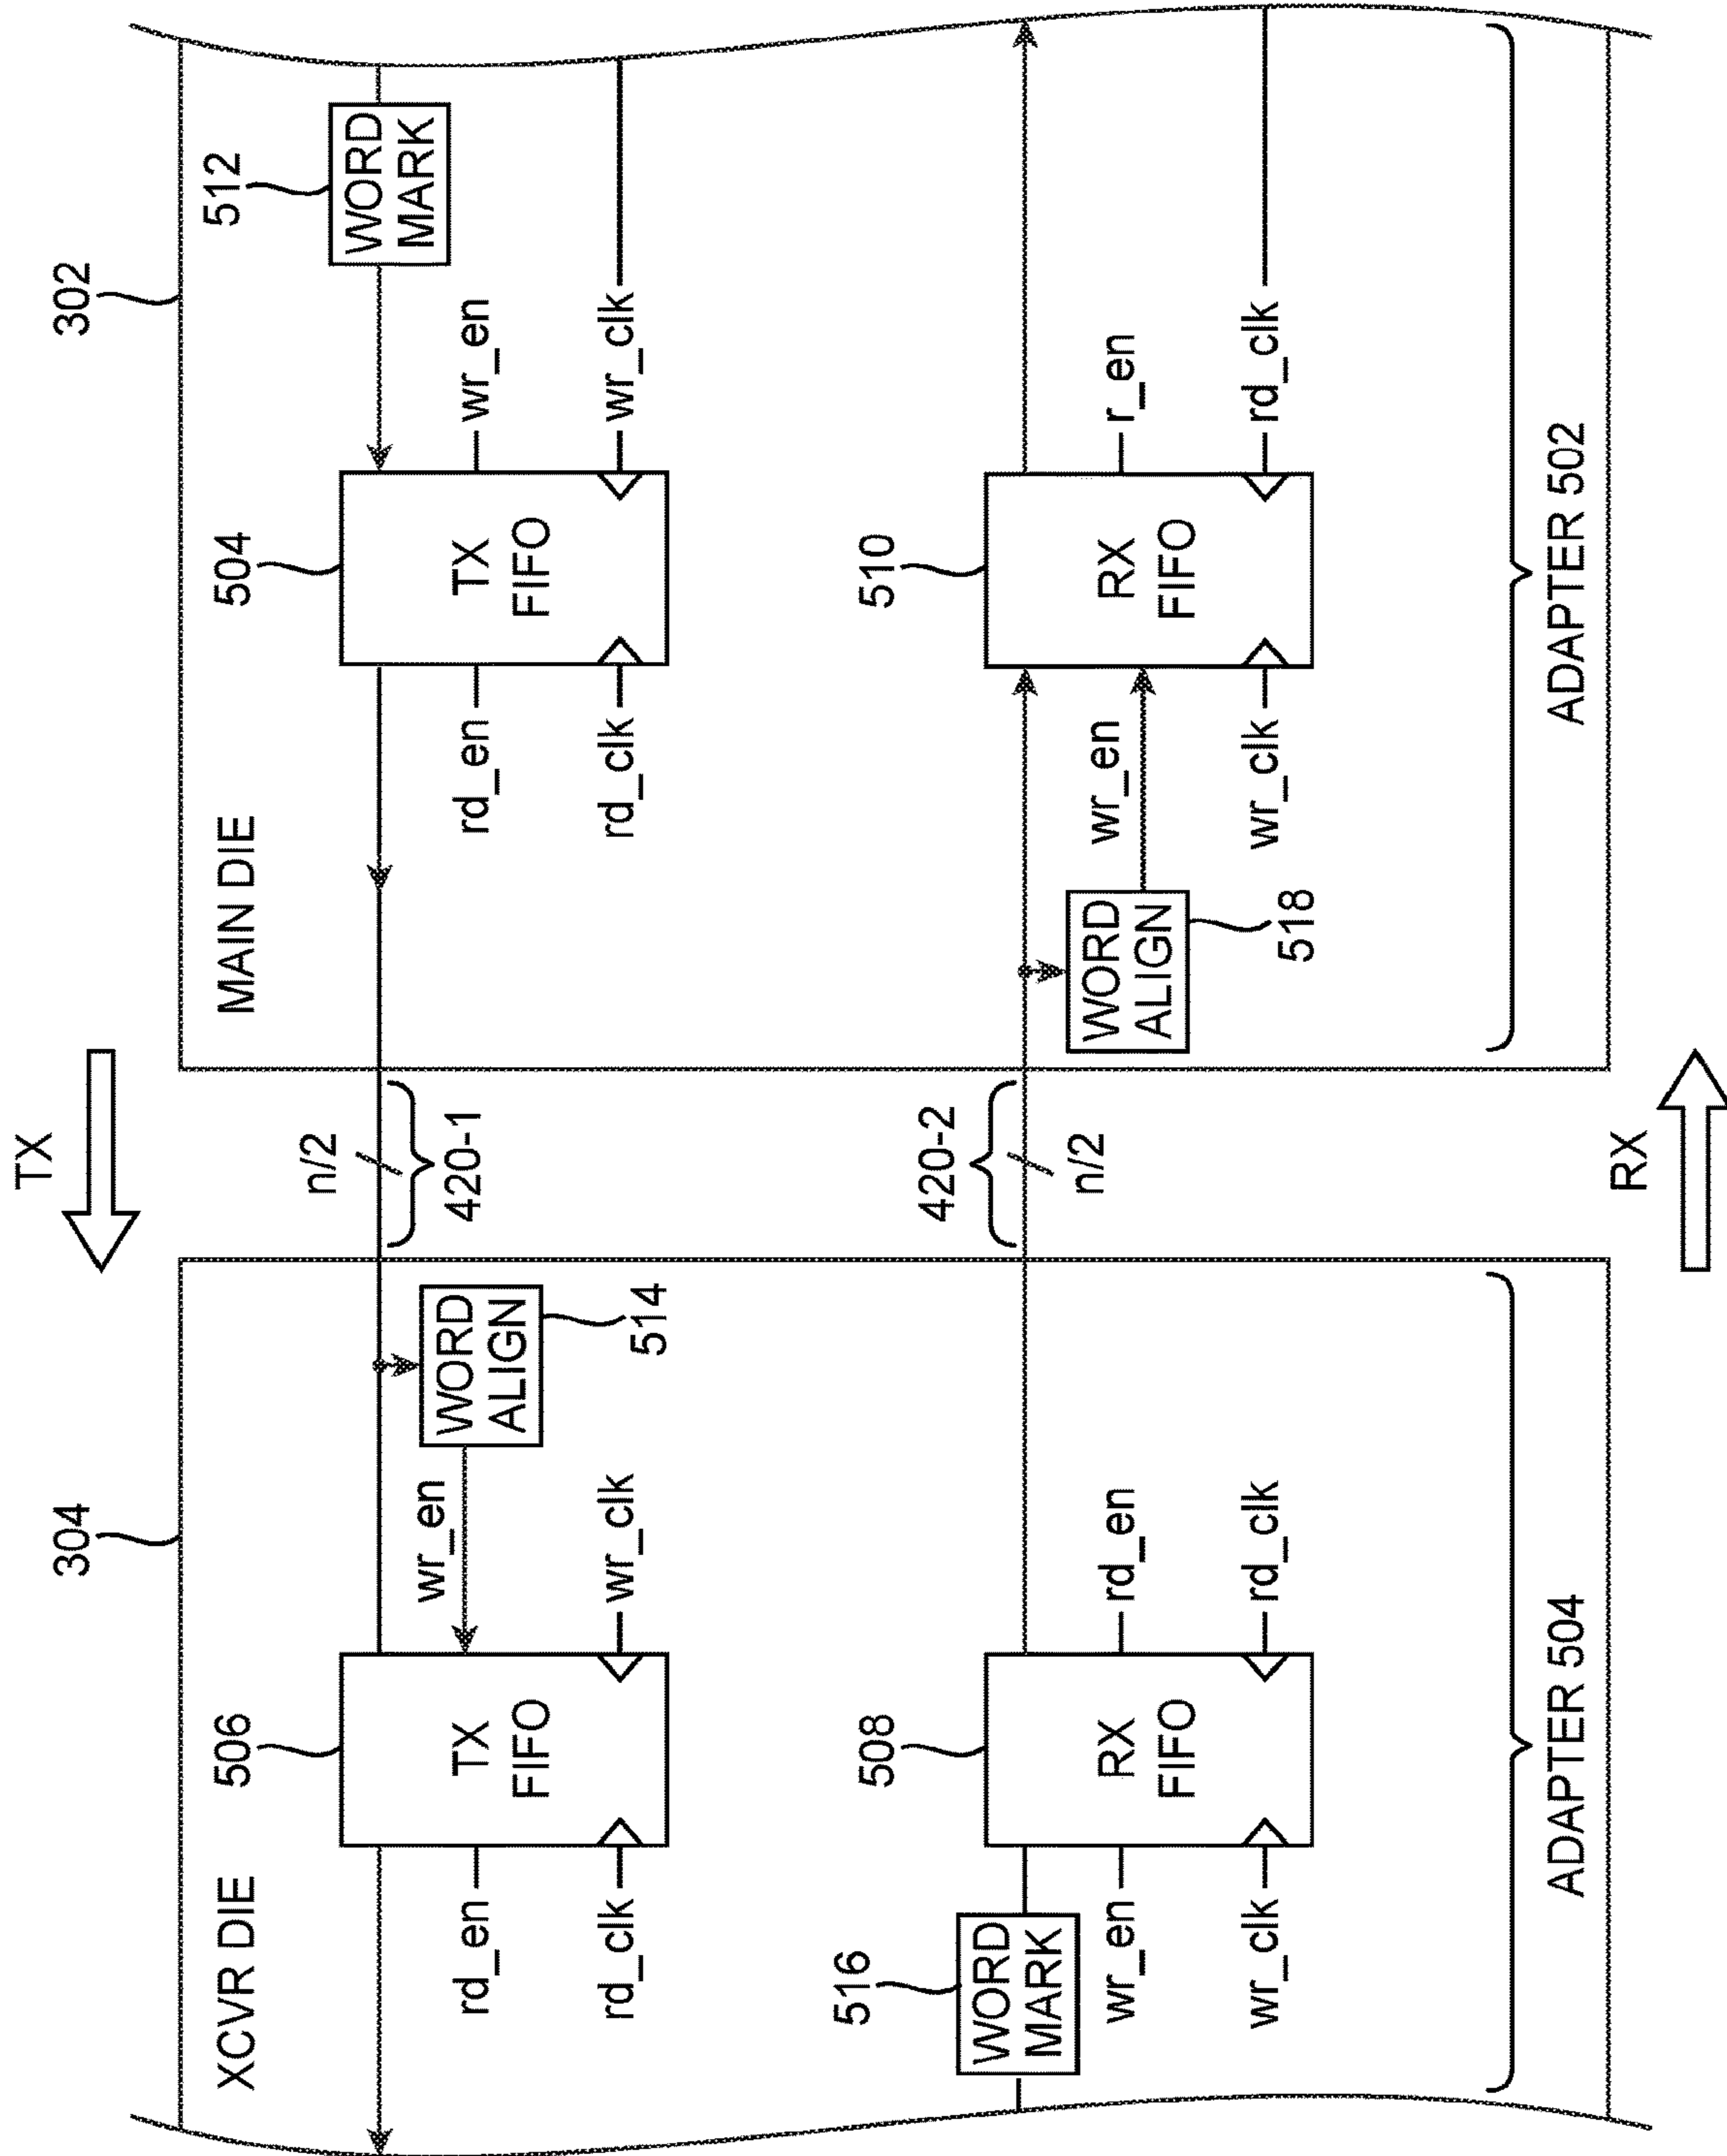 TX
304
302
XCVR DIE
MAIN DIE
506
TX
FIFO
rd_en
rd_clk
wr_en
wr_clk
WORD
ALIGN
514
n/2
420-1
504
TX
FIFO
rd_en
rd_clk
wr_en
wr_clk
512
WORD
MARK
516
WORD
MARK
wr_en
wr_clk
508
RX
FIFO
rd_en
rd_clk
420-2
n/2
WORD
ALIGN
518
wr_en
wr_clk
510
RX
FIFO
r_en
rd_clk
ADAPTER 504
ADAPTER 502
RX